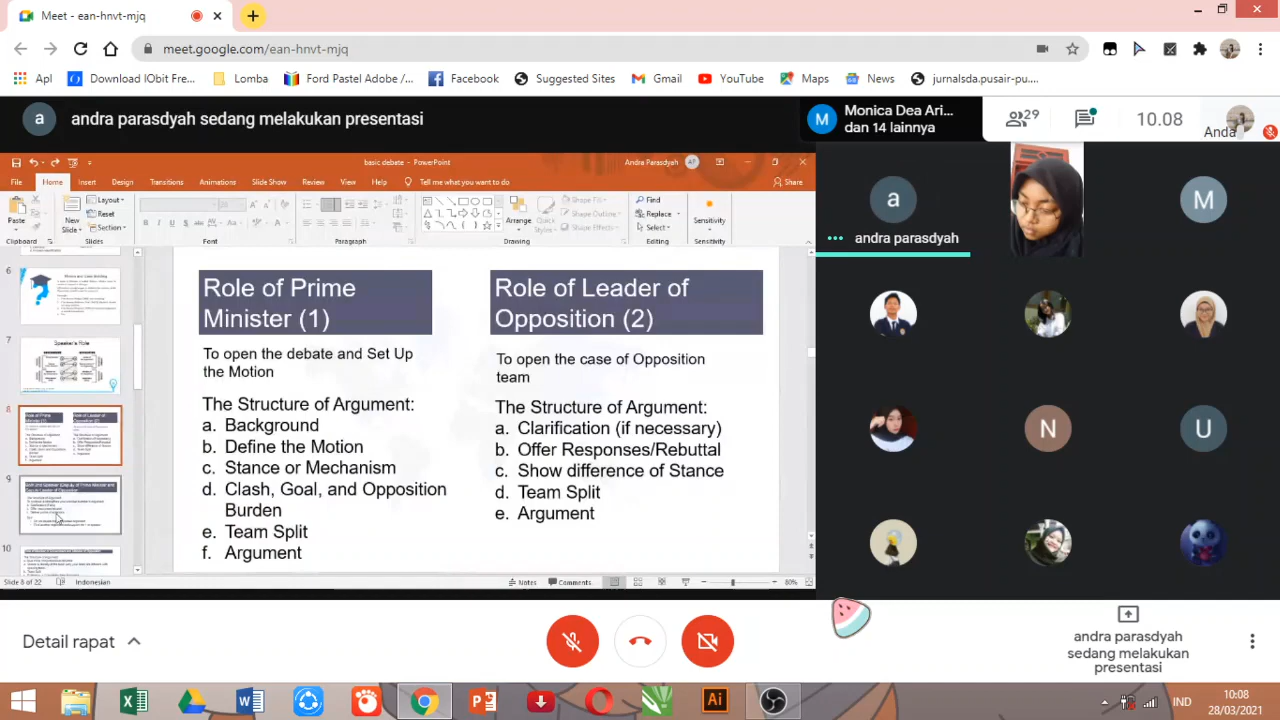 Meet - ean-hnvt-mjq
meet.google.com/ean-hnvt-mjq
Apl
Download IObit Fre...
Lomba
Ford Pastel Adobe /...
Facebook
Suggested Sites
Gmail
YouTube
Maps
News
jurnalsda.pusair-pu....
a
andra parasdyah sedang melakukan presentasi
M
Monica Dea Ari...
dan 14 lainnya
29
10.08
Anda
basic debate - PowerPoint
Andra Parasdyah
AP
File
Home
Insert
Design
Transitions
Animations
Slide Show
Review
View
Help
Tell me what you want to do
Share
Paste
New
Slide
Layout
Reset
Section
Arrange
Quick
Styles
Shape Fill
Shape Outline
Shape Effects
Find
Replace
Select
Sensitivity
Clipboard
Slides
Font
Paragraph
Drawing
Editing
Sensitivity
6
7
Speaker's Role
8
9
10
Role of Prime
Minister (1)
To open the debate Set Up
the Motion
The Structure of Argument:
a. Background
Define the Motion
c. Stance or Mechanism
d. Clash, Goal, and Opposition
Burden
e. Team Split
f. Argument
Role of Leader of
Opposition (2)
To open the case of Opposition
team
The Structure of Argument:
a. Clarification (if necessary)
b. Offer Responses/Rebuttal
c. Show difference of Stance
d. Team Split
e. Argument
Slide 8 of 22
Indonesian
Notes
Comments
80%
a
andra parasdyah
M
N
U
Detail rapat
andra parasdyah
sedang melakukan
presentasi
IND
10:08
28/03/2021